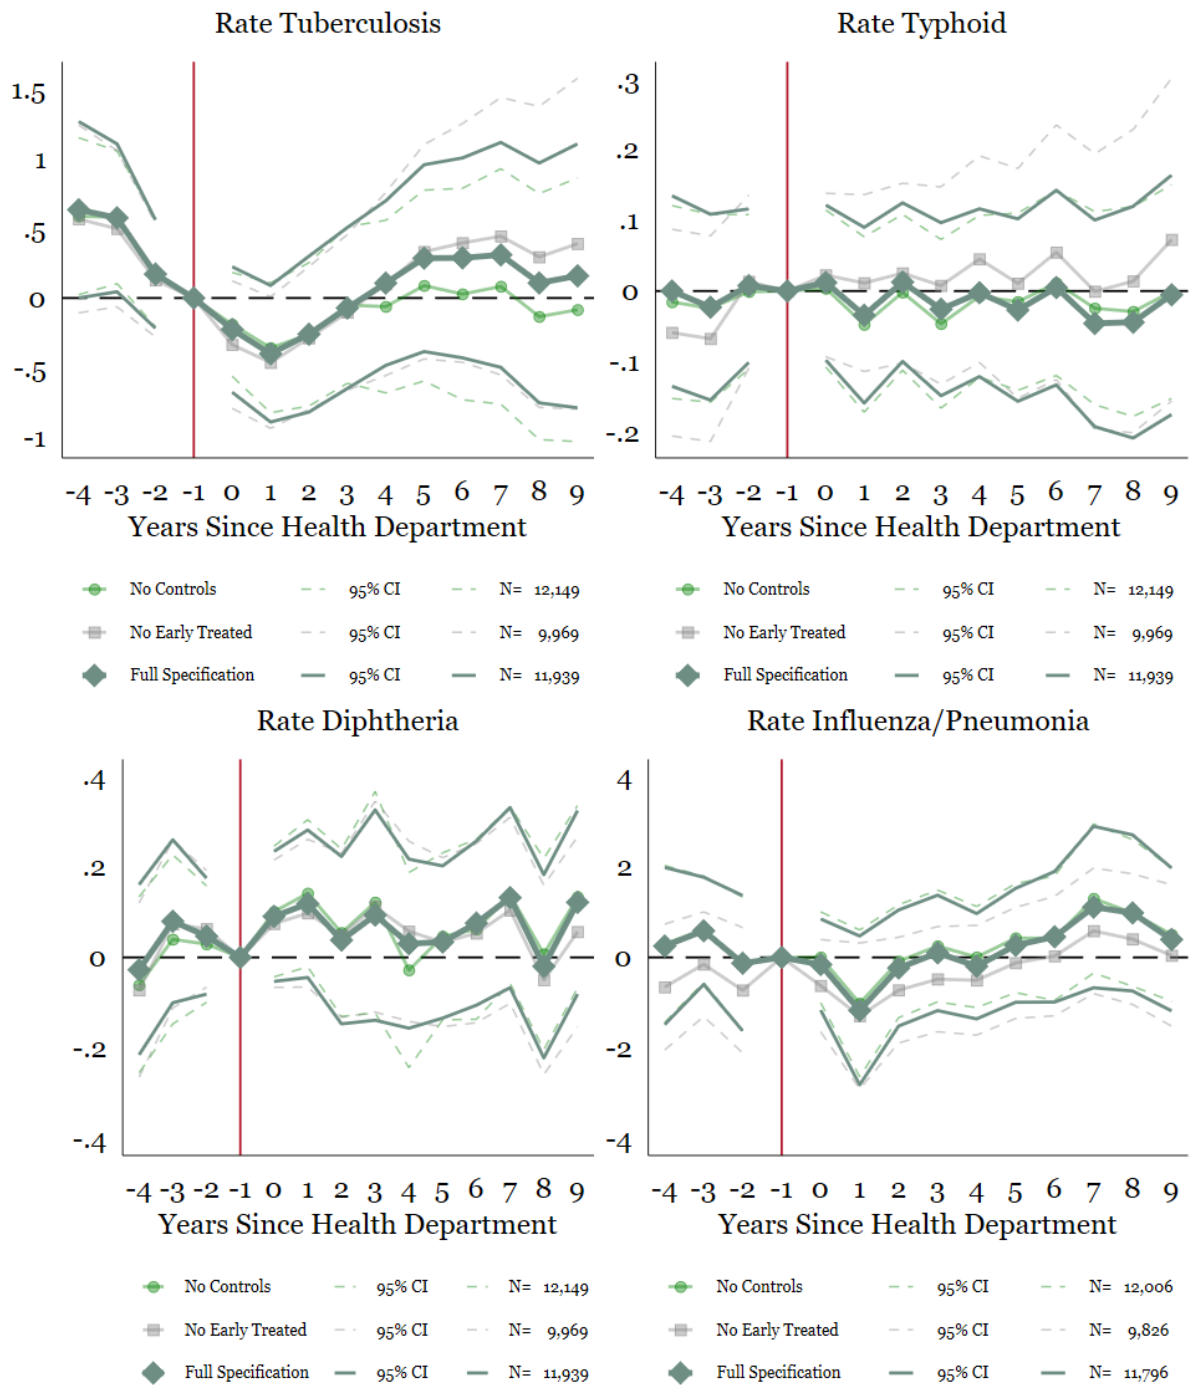 Rate Tuberculosis
1.5
1
.5
0
-.5
-1
-4 -3 -2 -1 0 1 2 3 4 5 6 7 8 9
Years Since Health Department
No Controls 95% CI N= 12,149
No Early Treated 95% CI N= 9,969
Full Specification 95% CI N= 11,939
Rate Typhoid
.3
.2
.1
0
-.1
-.2
-4 -3 -2 -1 0 1 2 3 4 5 6 7 8 9
Years Since Health Department
No Controls 95% CI N= 12,149
No Early Treated 95% CI N= 9,969
Full Specification 95% CI N= 11,939
Rate Diphtheria
.4
.2
0
-.2
-.4
-4 -3 -2 -1 0 1 2 3 4 5 6 7 8 9
Years Since Health Department
No Controls 95% CI N= 12,149
No Early Treated 95% CI N= 9,969
Full Specification 95% CI N= 11,939
Rate Influenza/Pneumonia
4
2
0
-2
-4
-4 -3 -2 -1 0 1 2 3 4 5 6 7 8 9
Years Since Health Department
No Controls 95% CI N= 12,006
No Early Treated 95% CI N= 9,826
Full Specification 95% CI N= 11,796